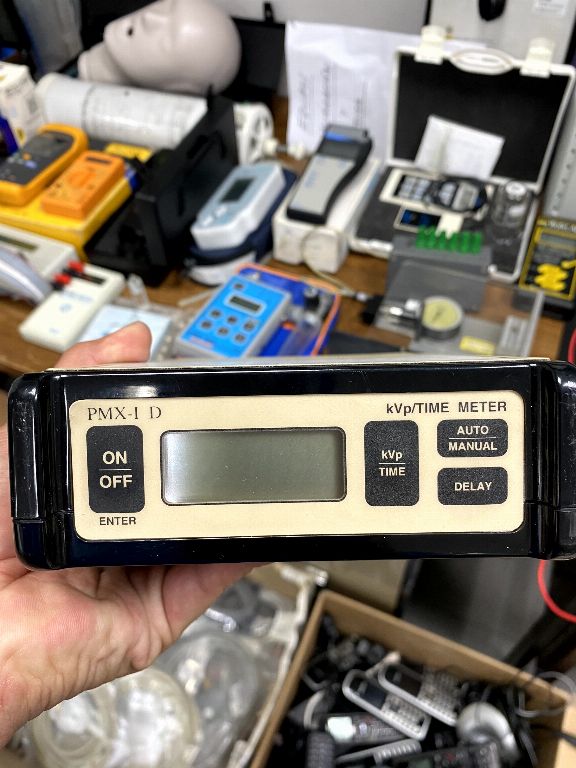 PMX-I D
kVp/TIME METER
ON
OFF
ENTER
kVp
TIME
AUTO
MANUAL
DELAY